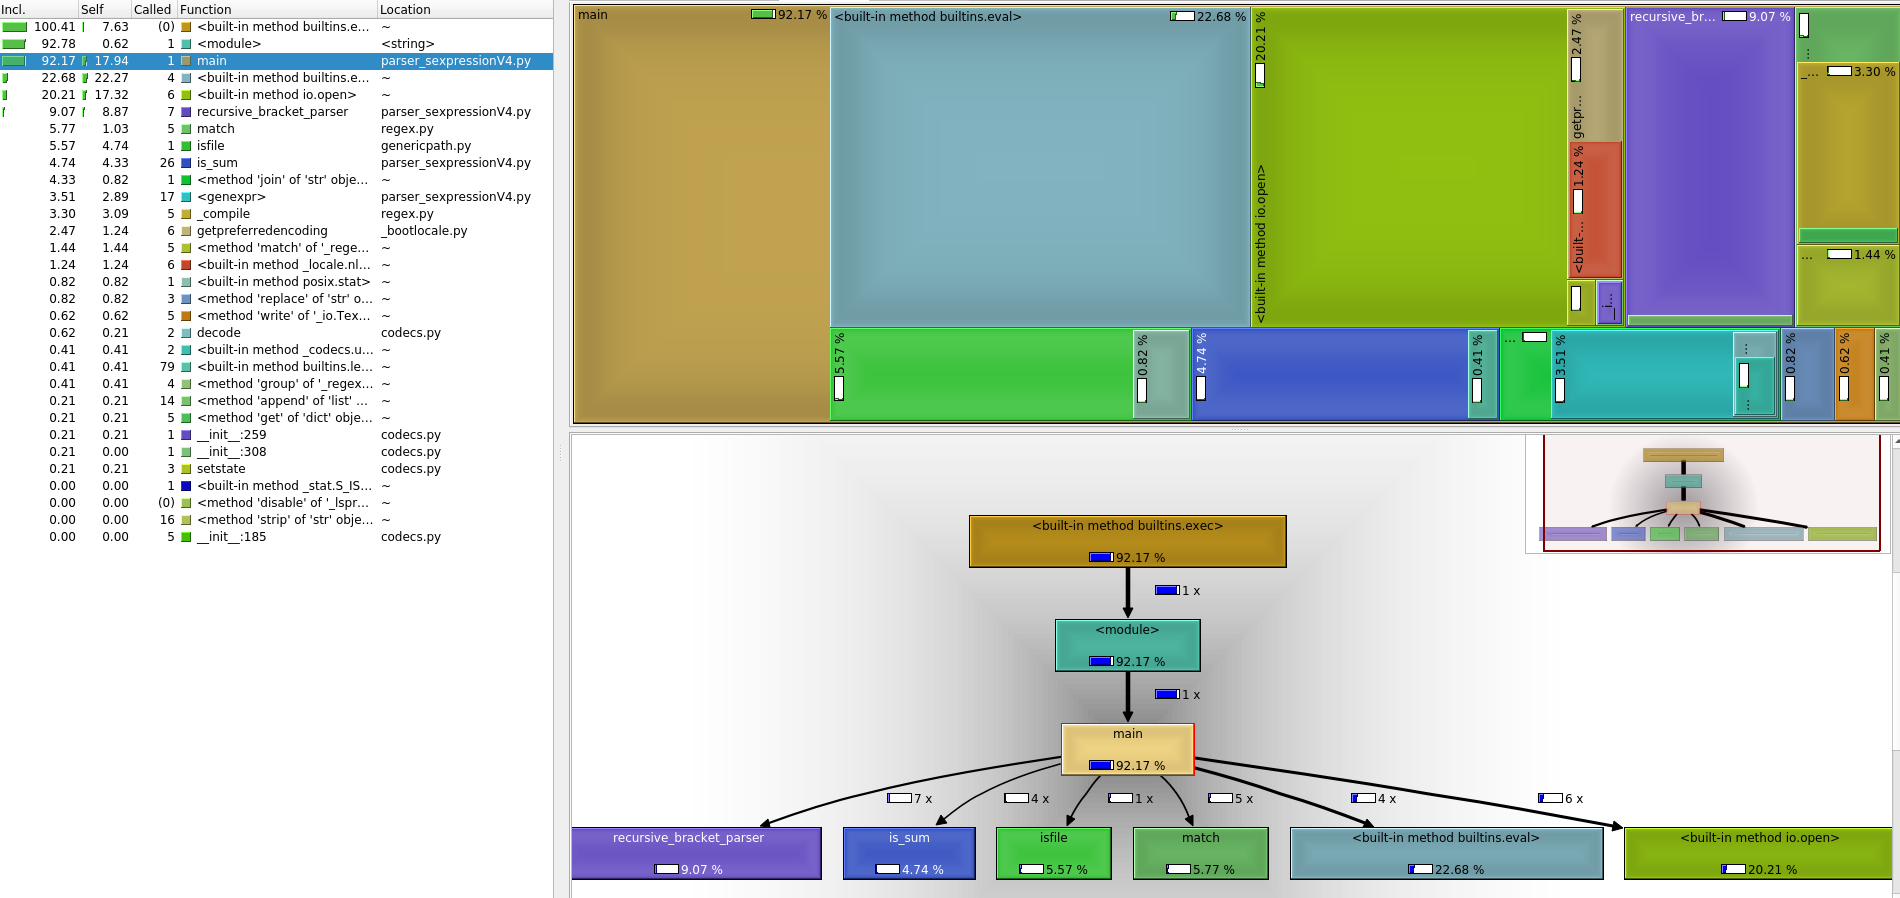 Incl. Self Called Function Location
100.41 7.63 (0) <built-in method builtins.e... ~
92.78 0.62 1 <module> <string>
92.17 17.94 1 main parser_sexpressionV4.py
22.68 22.27 4 <built-in method builtins.e... ~
20.21 17.32 6 <built-in method io.open> ~
9.07 8.87 7 recursive_bracket_parser parser_sexpressionV4.py
5.77 1.03 5 match regex.py
5.57 4.74 1 isfile genericpath.py
4.74 4.33 26 is_sum parser_sexpressionV4.py
4.33 0.82 1 <method 'join' of 'str' obje... ~
3.51 2.89 17 <genexpr> parser_sexpressionV4.py
3.30 3.09 5 _compile regex.py
2.47 1.24 6 getpreferredencoding _bootlocale.py
1.44 1.44 5 <method 'match' of '_rege... ~
1.24 1.24 6 <built-in method _locale.nl... ~
0.82 0.82 1 <built-in method posix.stat> ~
0.82 0.82 3 <method 'replace' of 'str' o... ~
0.62 0.62 5 <method 'write' of '_io.Tex... ~
0.62 0.21 2 decode codecs.py
0.41 0.41 2 <built-in method _codecs.u... ~
0.41 0.41 79 <built-in method builtins.le... ~
0.41 0.41 4 <method 'group' of '_regex... ~
0.21 0.21 14 <method 'append' of 'list' ... ~
0.21 0.21 5 <method 'get' of 'dict' obje... ~
0.21 0.21 1 __init__:259 codecs.py
0.21 0.00 1 __init__:308 codecs.py
0.21 0.21 3 setstate codecs.py
0.00 0.00 1 <built-in method _stat.S_IS... ~
0.00 0.00 (0) <method 'disable' of '_lspr... ~
0.00 0.00 16 <method 'strip' of 'str' obje... ~
0.00 0.00 5 __init__:185 codecs.py
main 92.17 %
<built-in method builtins.eval> 22.68 %
<built-in method io.open> 20.21 %
getpr... 2.47 %
<built-... 1.24 %
_i...
recursive_br... 9.07 %
...
_... 3.30 %
... 1.44 %
5.57 %
0.82 %
4.74 %
0.41 %
...
3.51 %
...
...
0.82 %
0.62 %
0.41 %
<built-in method builtins.exec>
92.17 %
1 x
<module>
92.17 %
1 x
main
92.17 %
7 x
4 x
1 x
5 x
4 x
6 x
recursive_bracket_parser
9.07 %
is_sum
4.74 %
isfile
5.57 %
match
5.77 %
<built-in method builtins.eval>
22.68 %
<built-in method io.open>
20.21 %